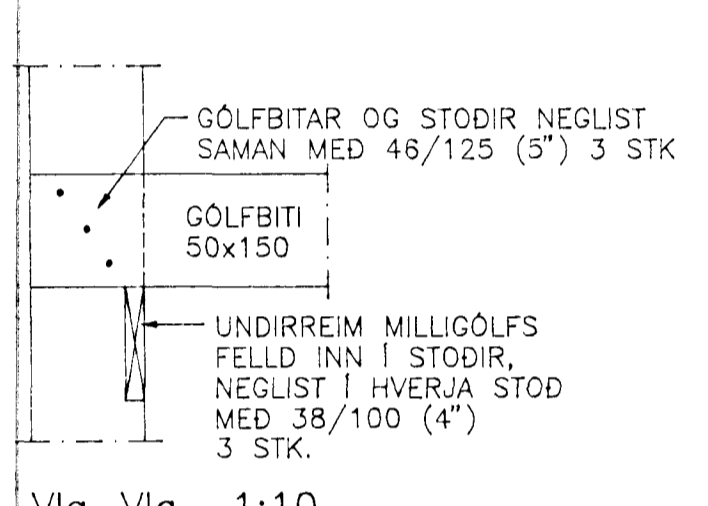 GÓLFBITAR OG STOÐIR NEGLIST
SAMAN MEÐ 46/125 (5") 3 STK
GÓLFBITI
50x150
UNDIRREIM MILLIGÓLFS
FELLD INN Í STOÐIR,
NEGLIST Í HVERJA STOÐ
MEÐ 38/100 (4")
3 STK.
1:10